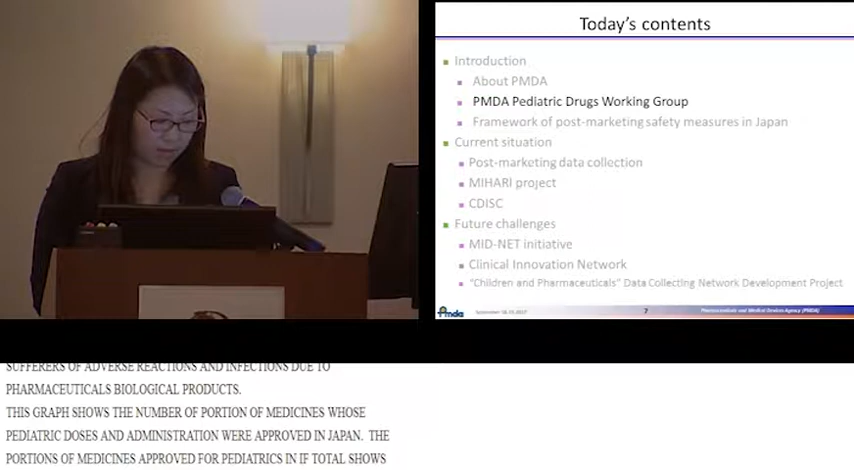 Today's contents
Introduction
About PMDA
PMDA Pediatric Drugs Working Group
Framework of post-marketing safety measures in Japan
Current situation
Post-marketing data collection
MIHARI project
CDISC
Future challenges
MID-NET initiative
Clinical Innovation Network
"Children and Pharmaceuticals" Data Collecting Network Development Project
Pmda
7
Pharmaceuticals and Medical Devices Agency (PMDA)
SUFFERERS OF ADVERSE REACTIONS AND INFECTIONS DUE TO
PHARMACEUTICALS BIOLOGICAL PRODUCTS.
THIS GRAPH SHOWS THE NUMBER OF PORTION OF MEDICINES WHOSE
PEDIATRIC DOSES AND ADMINISTRATION WERE APPROVED IN JAPAN. THE
PORTIONS OF MEDICINES APPROVED FOR PEDIATRICS IN IF TOTAL SHOWS